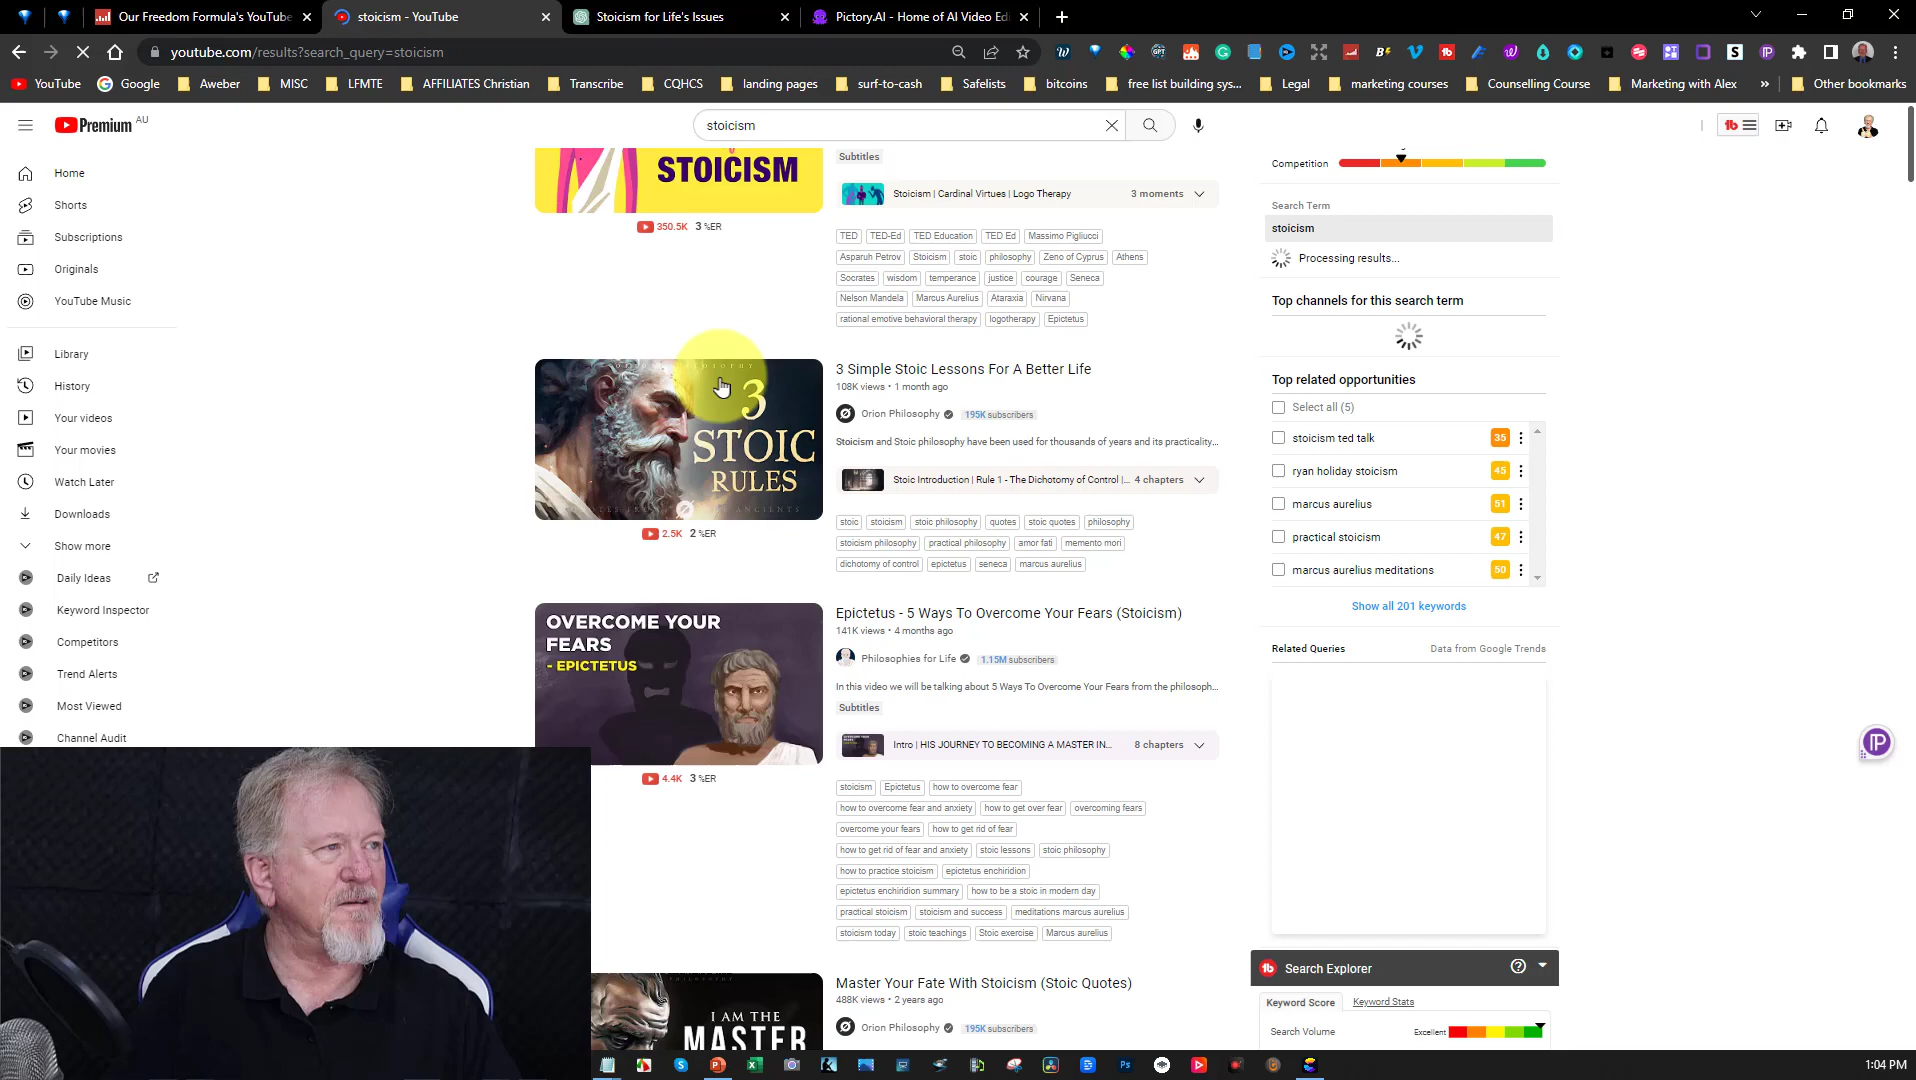 Our Freedom Formula's YouTube
stoicism - YouTube
Stoicism for Life's Issues
Pictory.AI - Home of AI Video Edi
youtube.com/results?search_query=stoicism
YouTube
Google
Aweber
MISC
LFMTE
AFFILIATES Christian
Transcribe
CQHCS
landing pages
surf-to-cash
Safelists
bitcoins
free list building sys...
Legal
marketing courses
Counselling Course
Marketing with Alex
»
Other bookmarks
Premium AU
stoicism
Home
Shorts
Subscriptions
Originals
YouTube Music
Library
History
Your videos
Your movies
Watch Later
Downloads
Show more
Daily Ideas
Keyword Inspector
Competitors
Trend Alerts
Most Viewed
Channel Audit
STOICISM
350.5K 3 %ER
Subtitles
Stoicism | Cardinal Virtues | Logo Therapy 3 moments
TED TED-Ed TED Education TED Ed Massimo Pigliucci
Asparuh Petrov Stoicism stoic philosophy Zeno of Cyprus Athens
Socrates wisdom temperance justice courage Seneca
Nelson Mandela Marcus Aurelius Ataraxia Nirvana
rational emotive behavioral therapy logotherapy Epictetus
3
STOIC
RULES
2.5K 2 %ER
3 Simple Stoic Lessons For A Better Life
108K views • 1 month ago
Orion Philosophy 195K subscribers
Stoicism and Stoic philosophy have been used for thousands of years and its practicality...
Stoic Introduction | Rule 1 - The Dichotomy of Control |... 4 chapters
stoic stoicism stoic philosophy quotes stoic quotes philosophy
stoicism philosophy practical philosophy amor fati memento mori
dichotomy of control epictetus seneca marcus aurelius
OVERCOME YOUR
FEARS
- EPICTETUS
4.4K 3 %ER
Epictetus - 5 Ways To Overcome Your Fears (Stoicism)
141K views • 4 months ago
Philosophies for Life 1.15M subscribers
In this video we will be talking about 5 Ways To Overcome Your Fears from the philosoph...
Subtitles
Intro | HIS JOURNEY TO BECOMING A MASTER IN... 8 chapters
stoicism Epictetus how to overcome fear
how to overcome fear and anxiety how to get over fear overcoming fears
overcome your fears how to get rid of fear
how to get rid of fear and anxiety stoic lessons stoic philosophy
how to practice stoicism epictetus enchiridion
epictetus enchiridion summary how to be a stoic in modern day
practical stoicism stoicism and success meditations marcus aurelius
stoicism today stoic teachings Stoic exercise Marcus aurelius
I AM THE
MASTER
Master Your Fate With Stoicism (Stoic Quotes)
488K views • 2 years ago
Orion Philosophy 195K subscribers
Competition
Search Term
stoicism
Processing results...
Top channels for this search term
Top related opportunities
Select all (5)
stoicism ted talk 35
ryan holiday stoicism 45
marcus aurelius 51
practical stoicism 47
marcus aurelius meditations 50
Show all 201 keywords
Related Queries Data from Google Trends
Search Explorer
Keyword Score Keyword Stats
Search Volume Excellent
1:04 PM